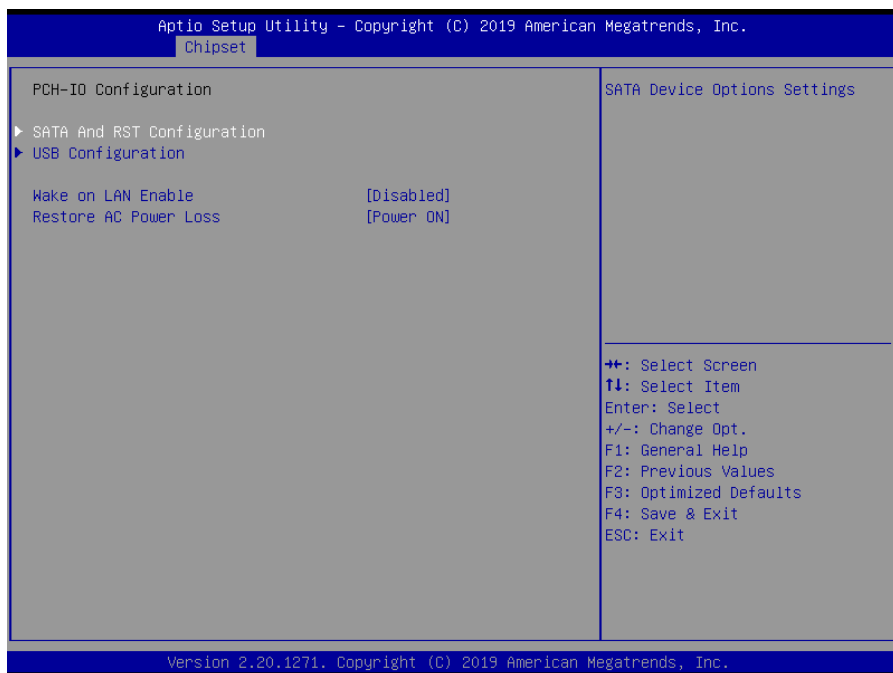 Aptio Setup Utility – Copyright (C) 2019 American Megatrends, Inc.
Chipset
PCH-IO Configuration
SATA And RST Configuration
USB Configuration
Wake on LAN Enable [Disabled]
Restore AC Power Loss [Power ON]
SATA Device Options Settings
→←: Select Screen
↑↓: Select Item
Enter: Select
+/-: Change Opt.
F1: General Help
F2: Previous Values
F3: Optimized Defaults
F4: Save & Exit
ESC: Exit
Version 2.20.1271. Copyright (C) 2019 American Megatrends, Inc.